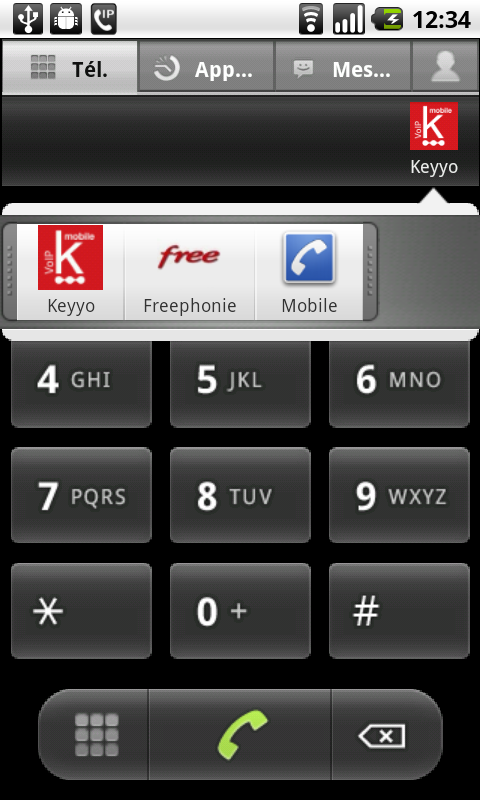 IP
12:34
Tél.
App...
Mes...
VoIP K mobile
Keyyo
VoIP K mobile
free
Keyyo
Freephonie
Mobile
4 GHI
5 JKL
6 MNO
7 PQRS
8 TUV
9 WXYZ
*
0 +
#